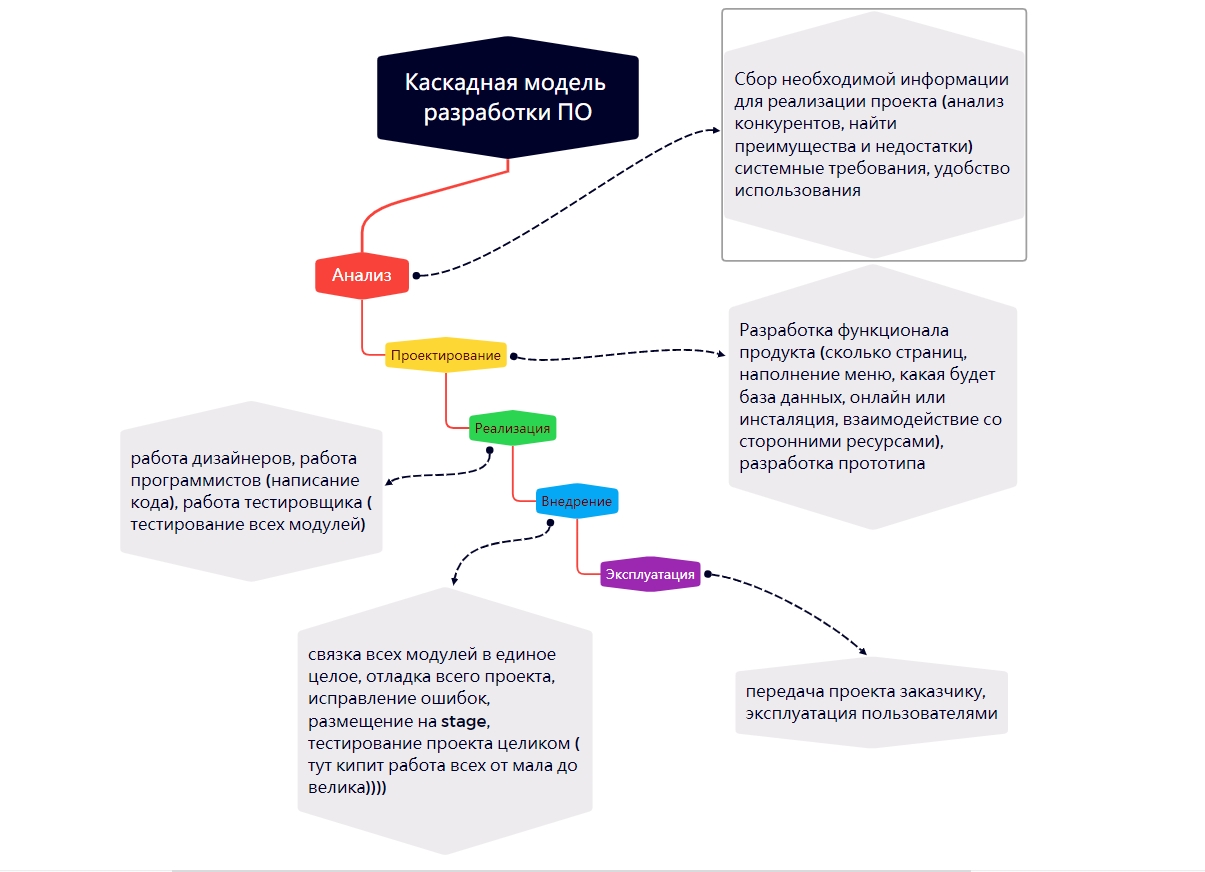 Каскадная модель
разработки ПО
Сбор необходимой информации
для реализации проекта (анализ
конкурентов, найти
преимущества и недостатки)
системные требования, удобство
использования
Анализ
Проектирование
Разработка функционала
продукта (сколько страниц,
наполнение меню, какая будет
база данных, онлайн или
инсталяция, взаимодействие со
сторонними ресурсами),
разработка прототипа
Реализация
работа дизайнеров, работа
программистов (написание
кода), работа тестировщика (
тестирование всех модулей)
Внедрение
Эксплуатация
связка всех модулей в единое
целое, отладка всего проекта,
исправление ошибок,
размещение на stage,
тестирование проекта целиком (
тут кипит работа всех от мала до
велика))))
передача проекта заказчику,
эксплуатация пользователями